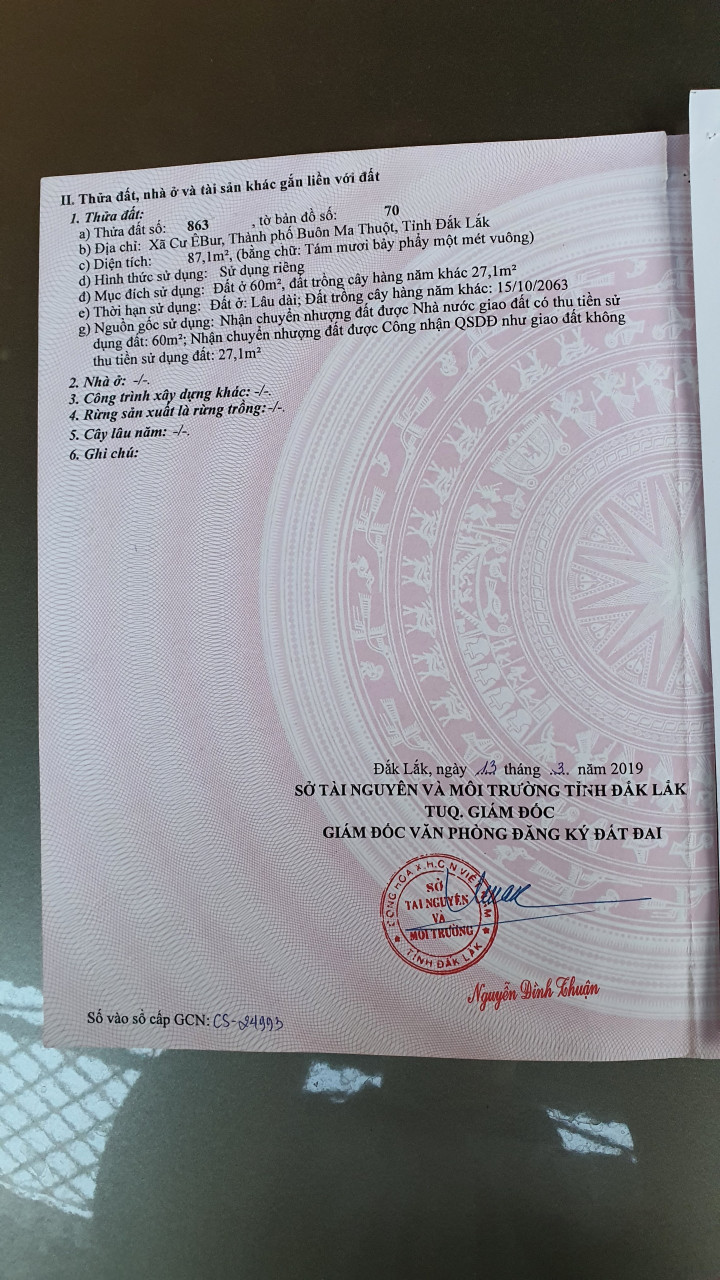 II. Thửa đất, nhà ở và tài sản khác gắn liền với đất
1. Thửa đất:
a) Thửa đất số: 863 , tờ bản đồ số: 70
b) Địa chỉ: Xã Cư ÊBur, Thành phố Buôn Ma Thuột, Tỉnh Đắk Lắk
c) Diện tích: 87,1m², (bằng chữ: Tám mươi bảy phẩy một mét vuông)
d) Hình thức sử dụng: Sử dụng riêng
đ) Mục đích sử dụng: Đất ở 60m², đất trồng cây hàng năm khác 27,1m²
e) Thời hạn sử dụng: Đất ở: Lâu dài; Đất trồng cây hàng năm khác: 15/10/2063
g) Nguồn gốc sử dụng: Nhận chuyển nhượng đất được Nhà nước giao đất có thu tiền sử
dụng đất: 60m²; Nhận chuyển nhượng đất được Công nhận QSDĐ như giao đất không
thu tiền sử dụng đất: 27,1m²
2. Nhà ở: -/-.
3. Công trình xây dựng khác: -/-.
4. Rừng sản xuất là rừng trồng:-/-.
5. Cây lâu năm: -/-.
6. Ghi chú:
Đắk Lắk, ngày 13 tháng 3 năm 2019
SỞ TÀI NGUYÊN VÀ MÔI TRƯỜNG TỈNH ĐẮK LẮK
TUQ. GIÁM ĐỐC
GIÁM ĐỐC VĂN PHÒNG ĐĂNG KÝ ĐẤT ĐAI
CỘNG HÒA X.H.C.N VIỆT NAM
SỞ
TÀI NGUYÊN
VÀ
MÔI TRƯỜNG
TỈNH ĐẮK LẮK
Nguyễn Đình Thuận
Số vào sổ cấp GCN: CS-24993